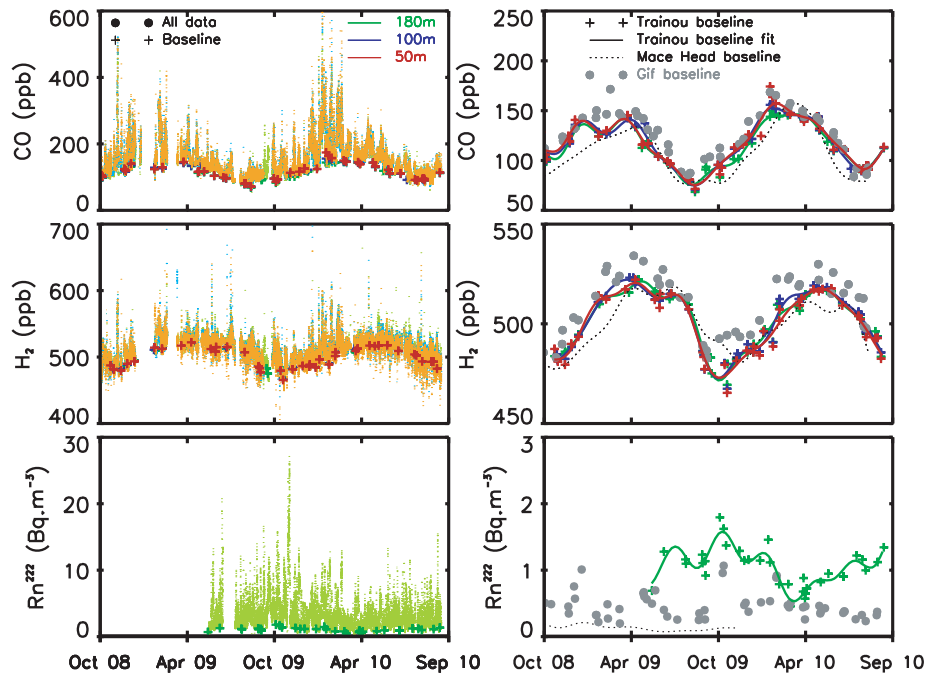 All data
Baseline
180m
100m
50m
600
400
200
0
CO (ppb)
Trainou baseline
Trainou baseline fit
Mace Head baseline
Gif baseline
250
200
150
100
50
CO (ppb)
700
600
500
400
H₂ (ppb)
550
500
450
H₂ (ppb)
30
20
10
0
Rn²²² (Bq.m⁻³)
Oct 08 Apr 09 Oct 09 Apr 10 Sep 10
3
2
1
0
Rn²²² (Bq.m⁻³)
Oct 08 Apr 09 Oct 09 Apr 10 Sep 10